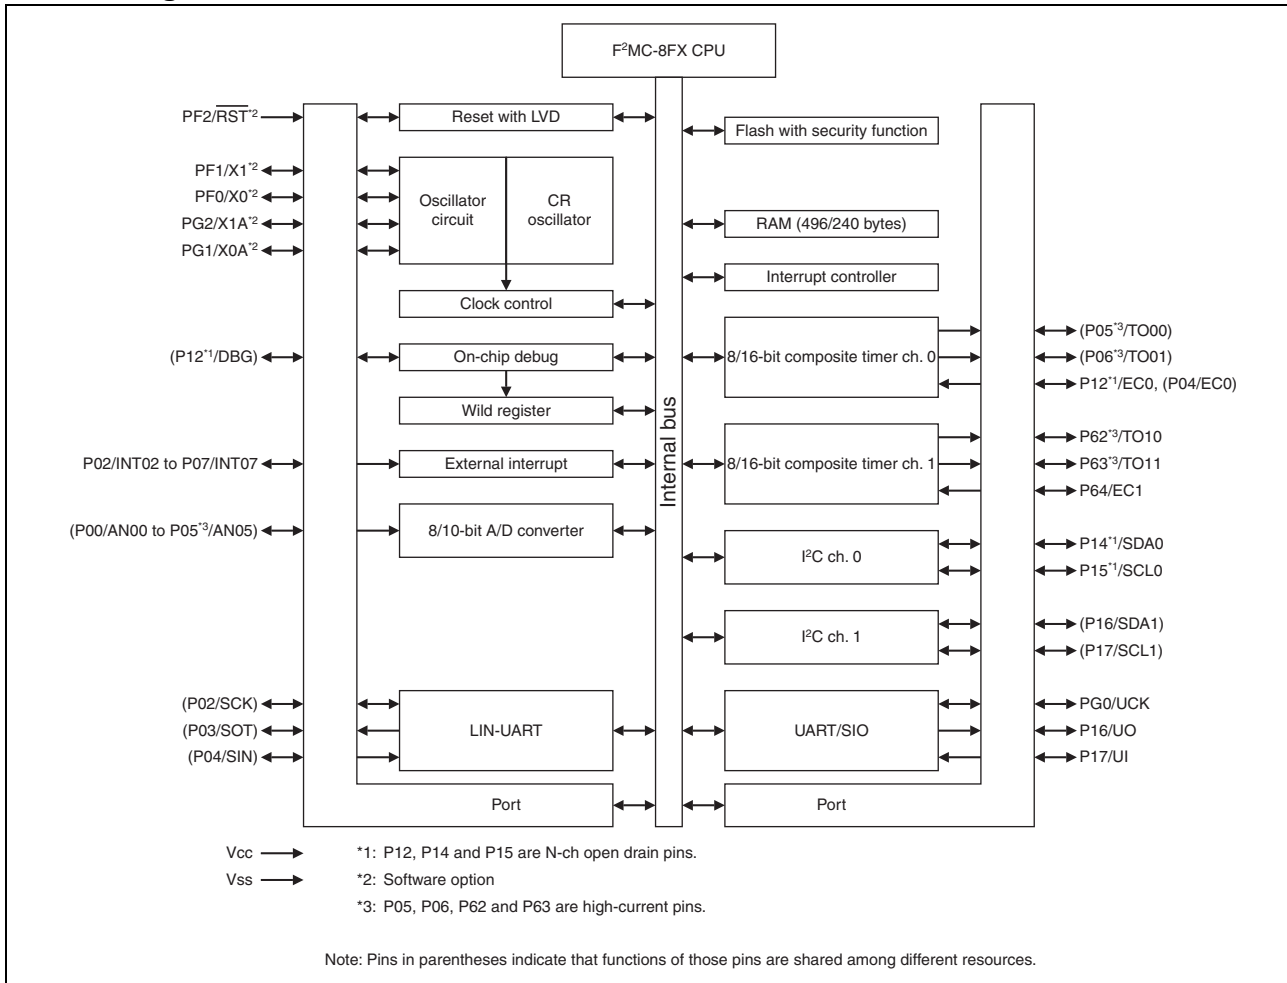 F²MC-8FX CPU
PF2/RST*2
Reset with LVD
Flash with security function
PF1/X1*2
PF0/X0*2
PG2/X1A*2
PG1/X0A*2
Oscillator
circuit
CR
oscillator
RAM (496/240 bytes)
Interrupt controller
Clock control
(P12*1/DBG)
On-chip debug
Wild register
8/16-bit composite timer ch. 0
(P05*3/TO00)
(P06*3/TO01)
P12*1/EC0, (P04/EC0)
Internal bus
P02/INT02 to P07/INT07
External interrupt
8/16-bit composite timer ch. 1
P62*3/TO10
P63*3/TO11
P64/EC1
(P00/AN00 to P05*3/AN05)
8/10-bit A/D converter
I²C ch. 0
P14*1/SDA0
P15*1/SCL0
I²C ch. 1
(P16/SDA1)
(P17/SCL1)
(P02/SCK)
(P03/SOT)
(P04/SIN)
LIN-UART
UART/SIO
PG0/UCK
P16/UO
P17/UI
Port
Port
Vcc
Vss
*1: P12, P14 and P15 are N-ch open drain pins.
*2: Software option
*3: P05, P06, P62 and P63 are high-current pins.
Note: Pins in parentheses indicate that functions of those pins are shared among different resources.